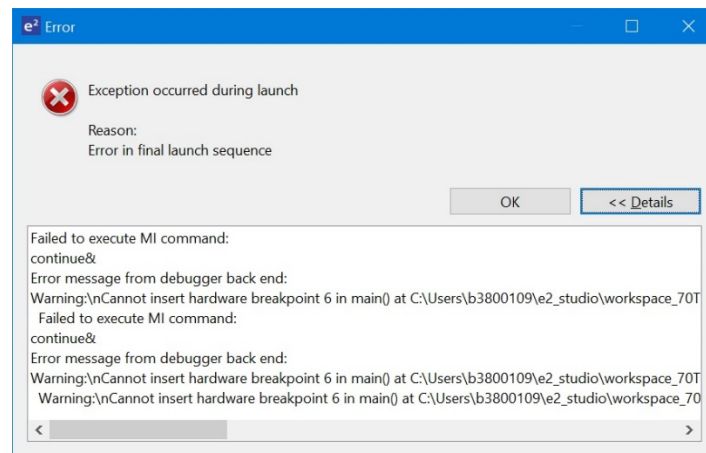 e² Error
Exception occurred during launch
Reason:
Error in final launch sequence
OK
<< Details
Failed to execute MI command:
continue&
Error message from debugger back end:
Warning:\nCannot insert hardware breakpoint 6 in main() at C:\Users\b3800109\e2_studio\workspace_70T
Failed to execute MI command:
continue&
Error message from debugger back end:
Warning:\nCannot insert hardware breakpoint 6 in main() at C:\Users\b3800109\e2_studio\workspace_70T
Warning:\nCannot insert hardware breakpoint 6 in main() at C:\Users\b3800109\e2_studio\workspace_70